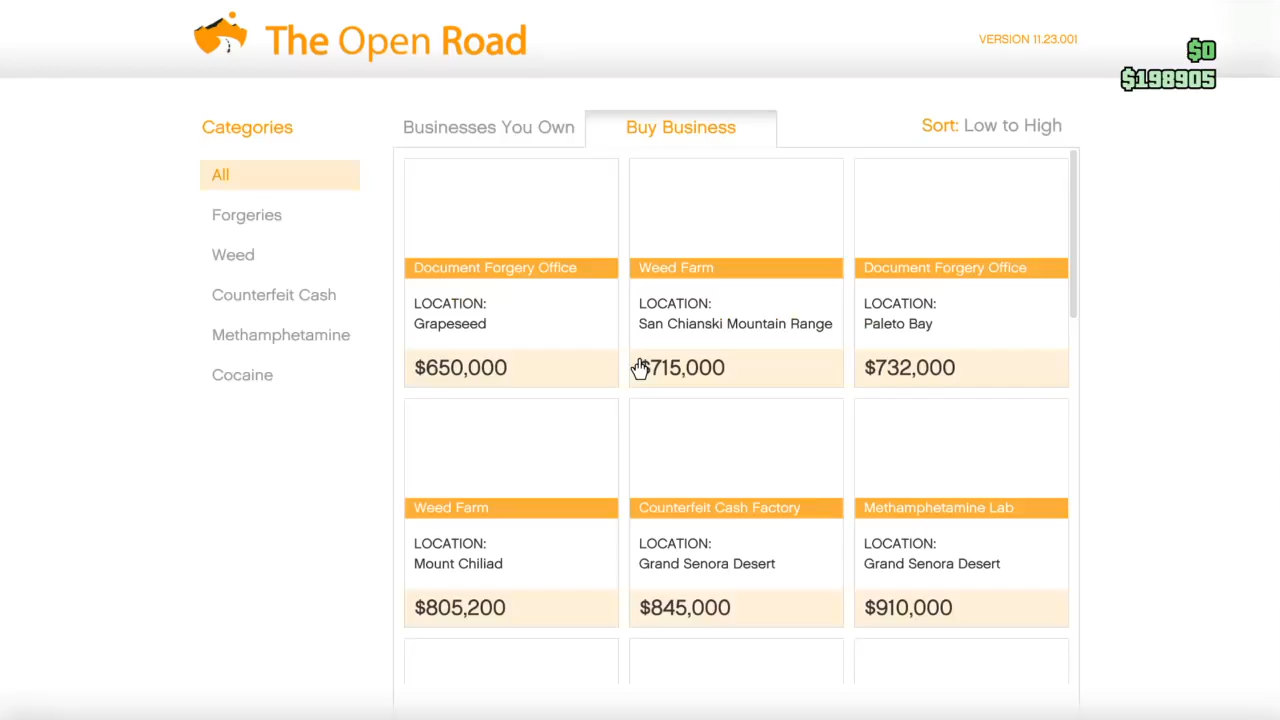 The Open Road
VERSION 11.23.001
$0
$198905
Categories
Businesses You Own
Buy Business
Sort: Low to High
All
Forgeries
Weed
Counterfeit Cash
Methamphetamine
Cocaine
Document Forgery Office
LOCATION:
Grapeseed
$650,000
Weed Farm
LOCATION:
San Chianski Mountain Range
$715,000
Document Forgery Office
LOCATION:
Paleto Bay
$732,000
Weed Farm
LOCATION:
Mount Chiliad
$805,200
Counterfeit Cash Factory
LOCATION:
Grand Senora Desert
$845,000
Methamphetamine Lab
LOCATION:
Grand Senora Desert
$910,000